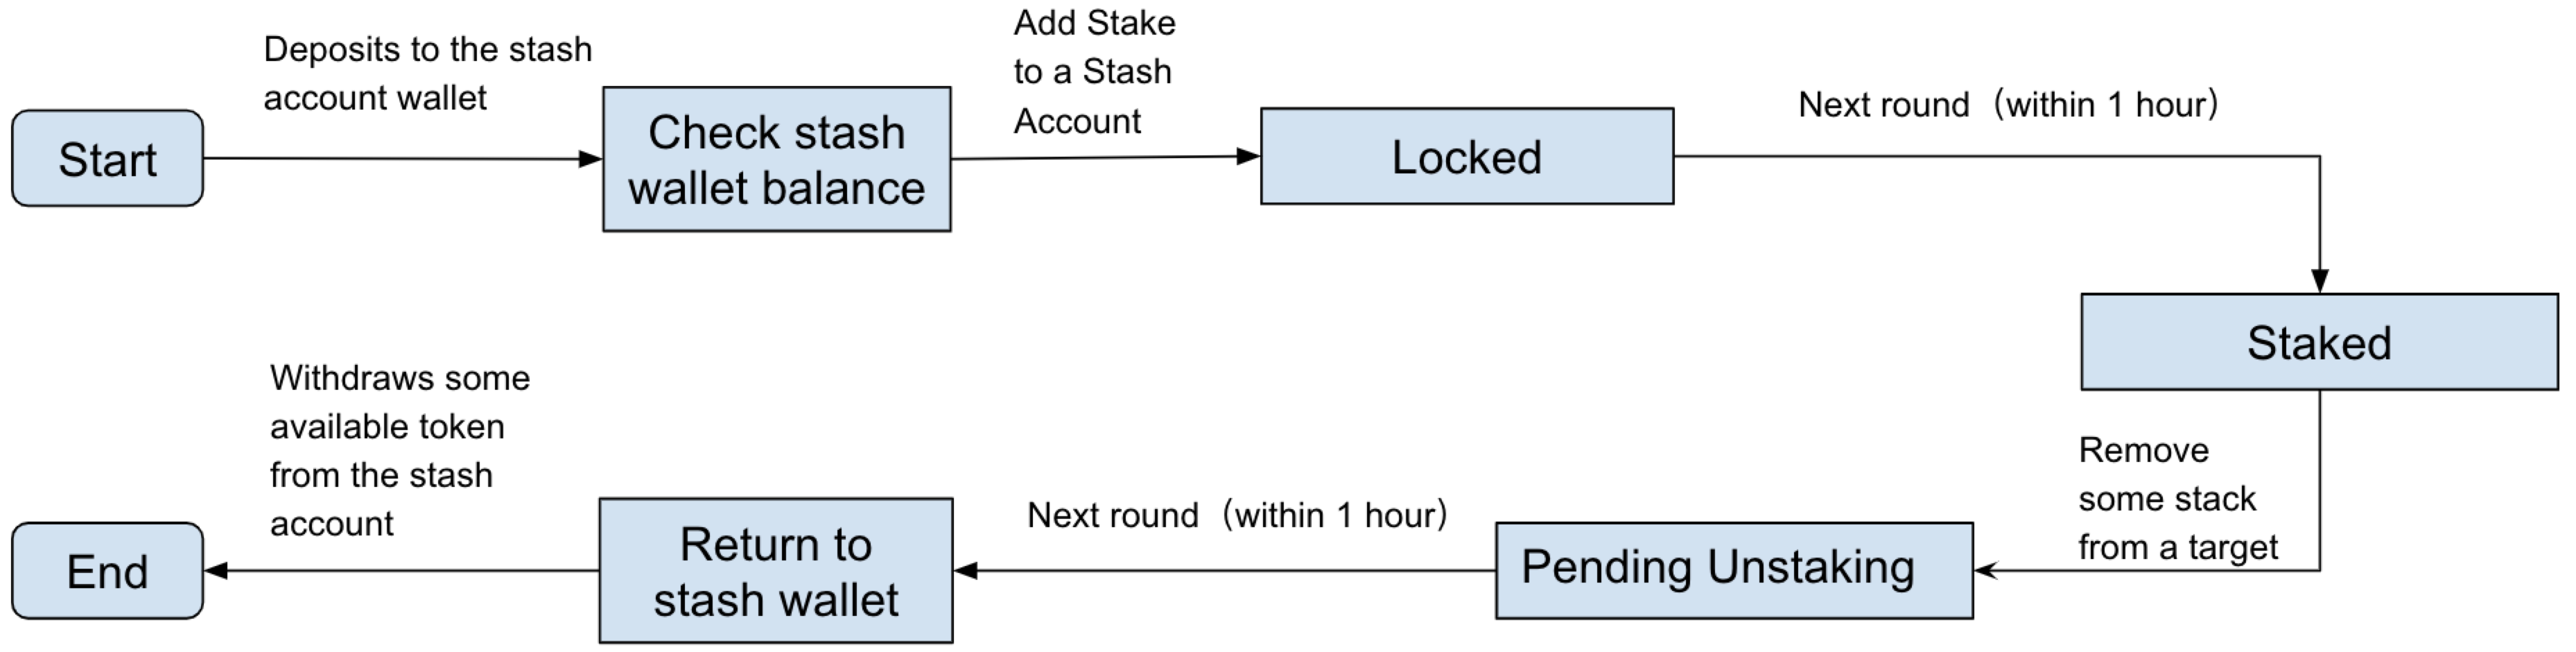 Start
Deposits to the stash
account wallet
Check stash
wallet balance
Add Stake
to a Stash
Account
Locked
Next round（within 1 hour）
Staked
Remove
some stack
from a target
Pending Unstaking
Next round（within 1 hour）
Return to
stash wallet
Withdraws some
available token
from the stash
account
End